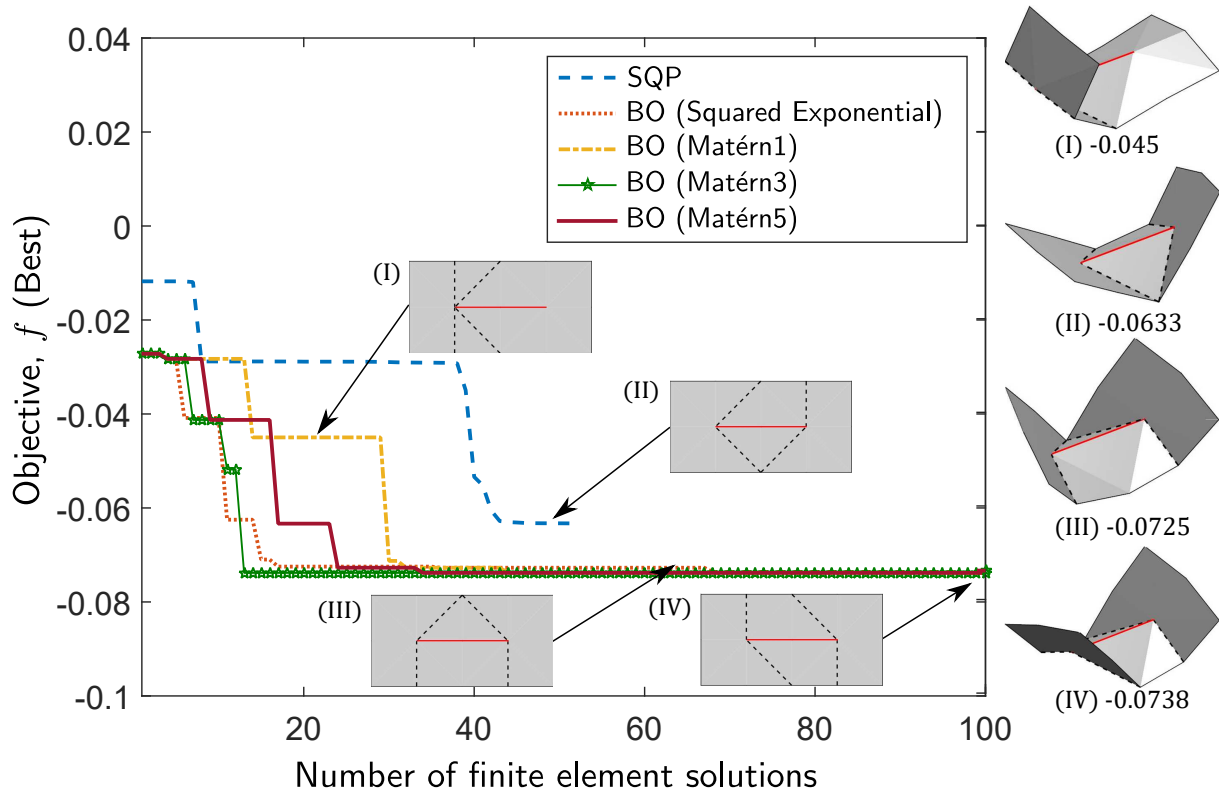 0.04
0.02
0
-0.02
-0.04
-0.06
-0.08
-0.1
Objective, f (Best)
SQP
BO (Squared Exponential)
BO (Matérn1)
BO (Matérn3)
BO (Matérn5)
(I)
(II)
(III)
(IV)
20
40
60
80
100
Number of finite element solutions
(I) -0.045
(II) -0.0633
(III) -0.0725
(IV) -0.0738